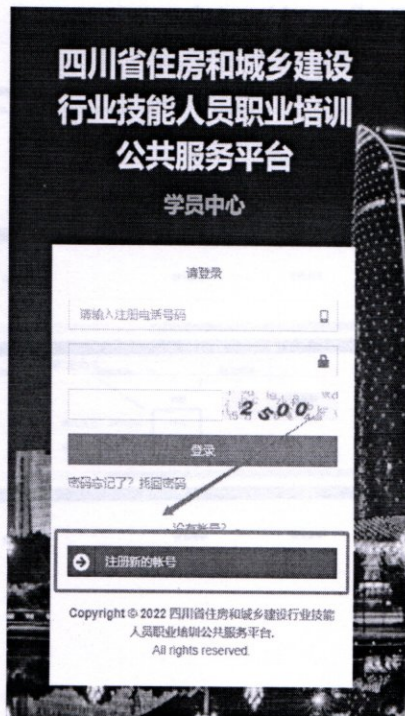 四川省住房和城乡建设
行业技能人员职业培训
公共服务平台
学员中心
请登录
请输入注册电话号码
2500
登录
密码忘记了？找回密码
没有帐号？
注册新的帐号
Copyright © 2022 四川省住房和城乡建设行业技能
人员职业培训公共服务平台.
All rights reserved.